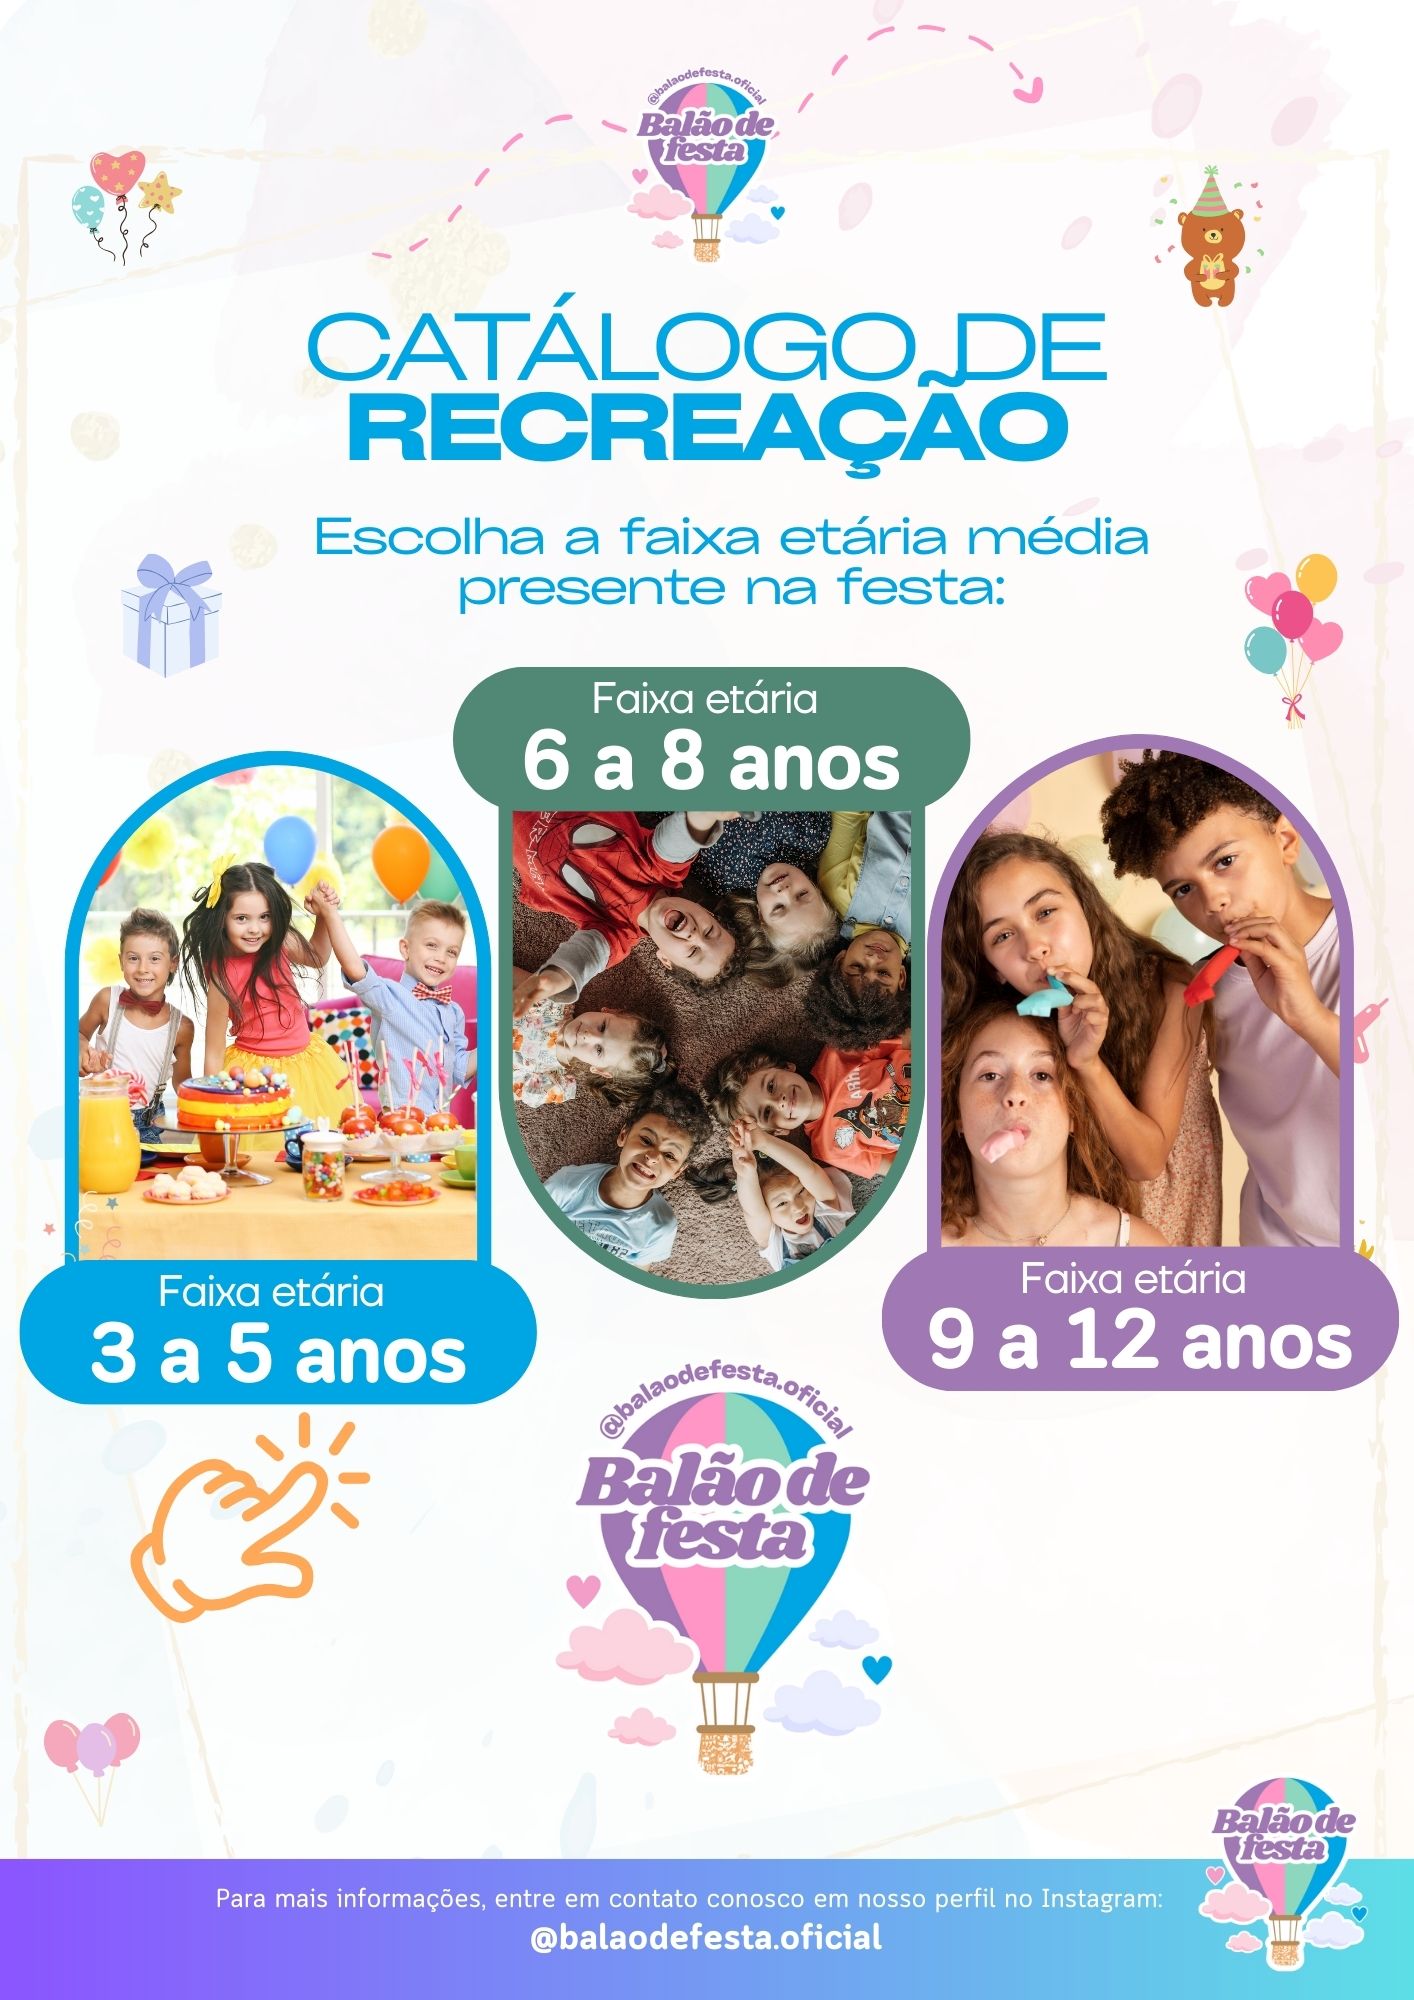 @balaodefesta.oficial
Balão de
festa
CATÁLOGO DE
RECREAÇÃO
Escolha a faixa etária média
presente na festa:
Faixa etária
6 a 8 anos
Faixa etária
3 a 5 anos
Faixa etária
9 a 12 anos
@balaodefesta.oficial
Balão de
festa
Balão de
festa
Para mais informações, entre em contato conosco em nosso perfil no Instagram:
@balaodefesta.oficial